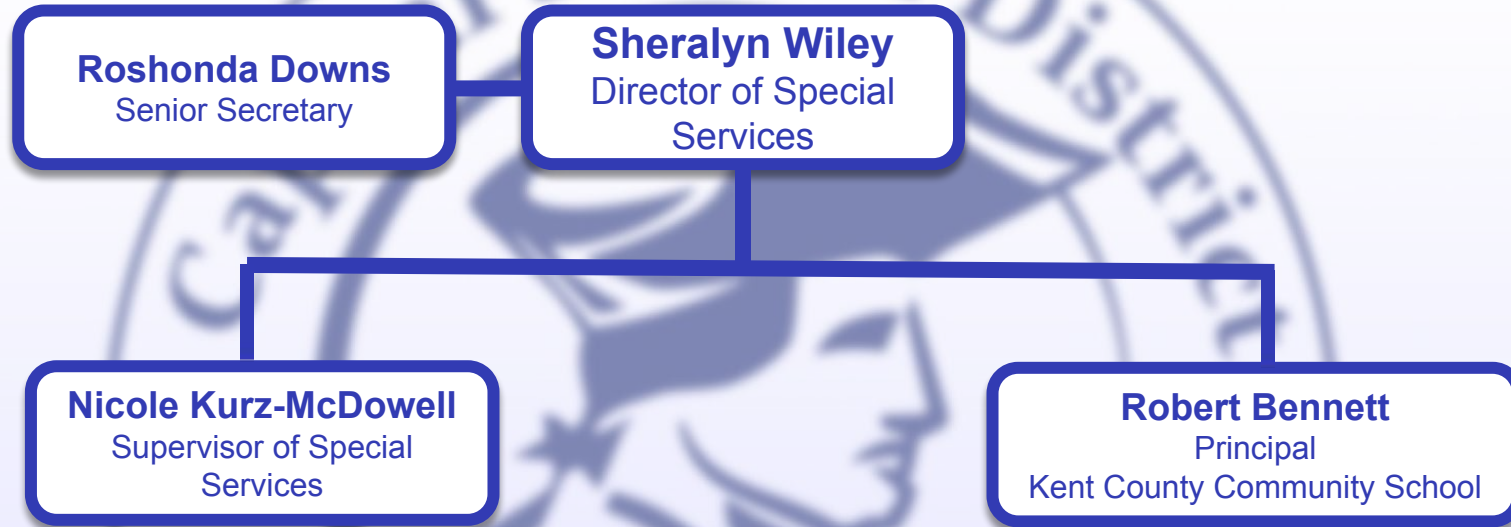 Roshonda Downs
Senior Secretary
Sheralyn Wiley
Director of Special
Services
Nicole Kurz-McDowell
Supervisor of Special
Services
Robert Bennett
Principal
Kent County Community School
District